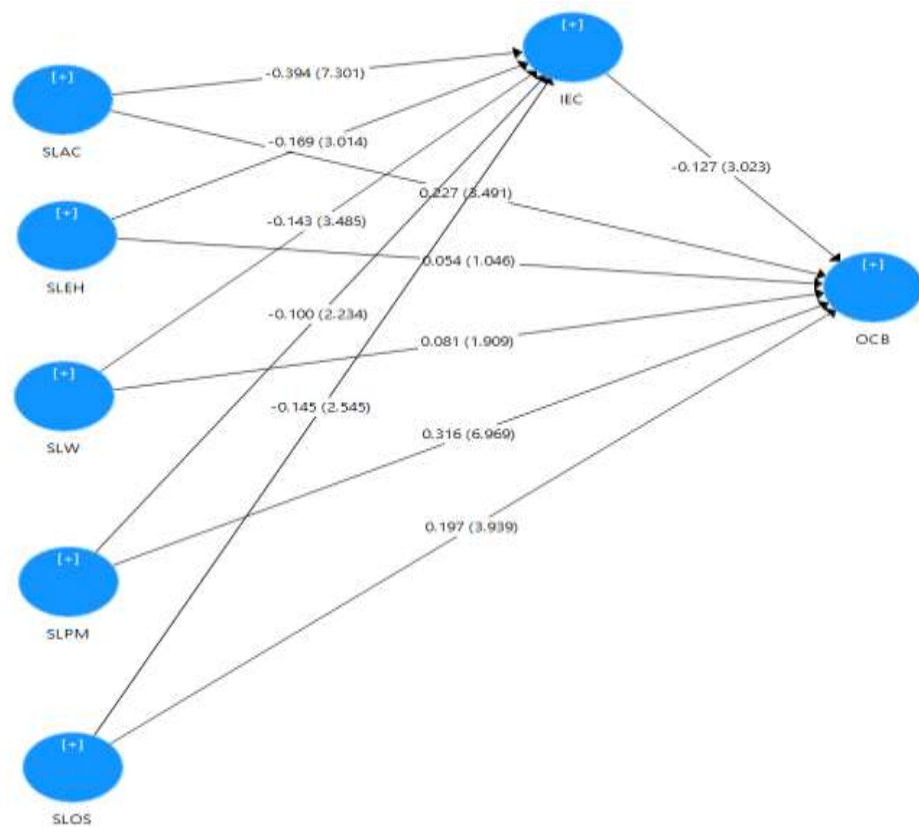 [+]
IEC
[+]
SLAC
-0.394 (7.301)
-0.169 (3.014)
-0.127 (3.023)
[+]
SLEH
0.227 (3.491)
-0.143 (3.485)
0.054 (1.046)
[+]
OCB
-0.100 (2.234)
0.081 (1.909)
[+]
SLW
-0.145 (2.545)
0.316 (6.969)
0.197 (3.939)
[+]
SLPM
[+]
SLOS